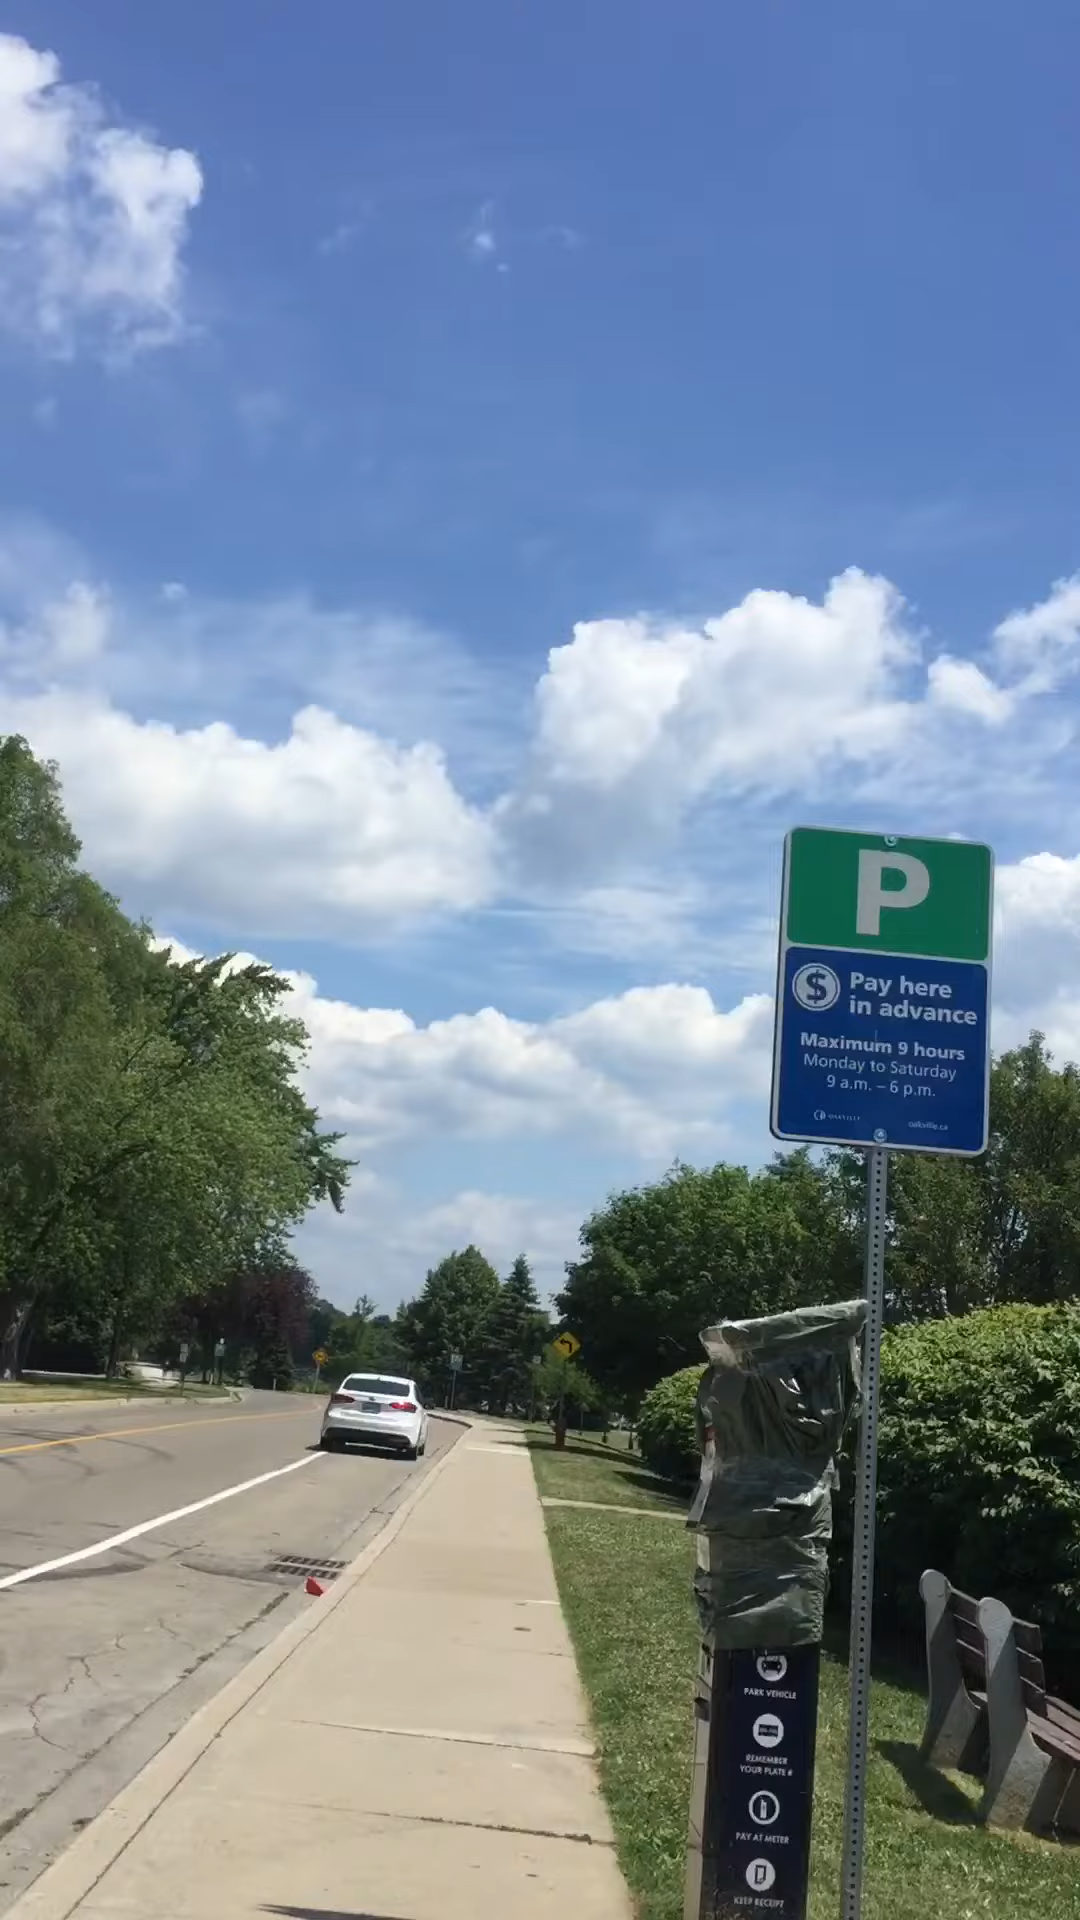 P
$ Pay here
in advance
Maximum 9 hours
Monday to Saturday
9 a.m. – 6 p.m.
OAKVILLE oakville.ca
PARK VEHICLE
REMEMBER
YOUR PLATE #
PAY AT METER
KEEP RECEIPT